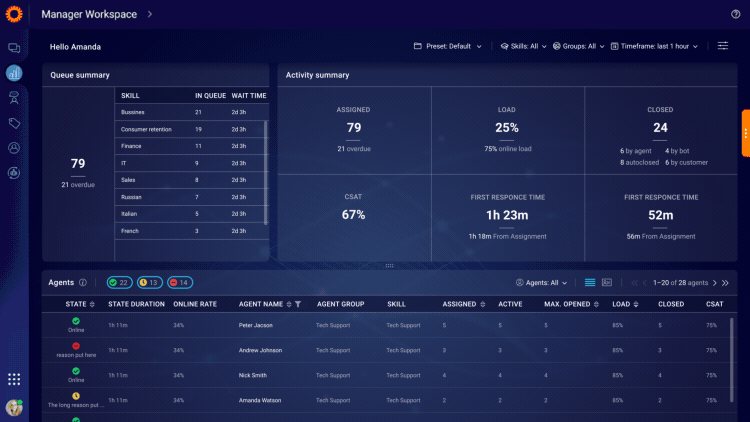 Manager Workspace
Hello Amanda
Preset: Default
Skills: All
Groups: All
Timeframe: last 1 hour
Queue summary
79
21 overdue
SKILL IN QUEUE WAIT TIME
Bussines 21 2d 3h
Consumer retention 19 2d 3h
Finance 11 2d 3h
IT 9 2d 3h
Sales 8 2d 3h
Russian 7 2d 3h
Italian 5 2d 3h
French 3 2d 3h
Activity summary
ASSIGNED
79
21 overdue
LOAD
25%
75% online load
CLOSED
24
6 by agent 4 by bot
8 autoclosed 6 by customer
CSAT
67%
FIRST RESPONCE TIME
1h 23m
1h 18m From Assignment
FIRST RESPONCE TIME
52m
56m From Assignment
Agents 22 13 14
Agents: All
1–20 of 28 agents
STATE STATE DURATION ONLINE RATE AGENT NAME AGENT GROUP SKILL ASSIGNED ACTIVE MAX. OPENED LOAD CLOSED CSAT
Online 1h 11m 34% Peter Jacson Tech Support Tech Support 5 5 5 85% 5 75%
reason put here 1h 11m 34% Andrew Johnson Tech Support Tech Support 3 3 3 85% 3 75%
Online 1h 11m 34% Nick Smith Tech Support Tech Support 4 4 4 85% 4 75%
The long reason put ... 1h 11m 34% Amanda Watson Tech Support Tech Support 2 2 2 85% 2 75%